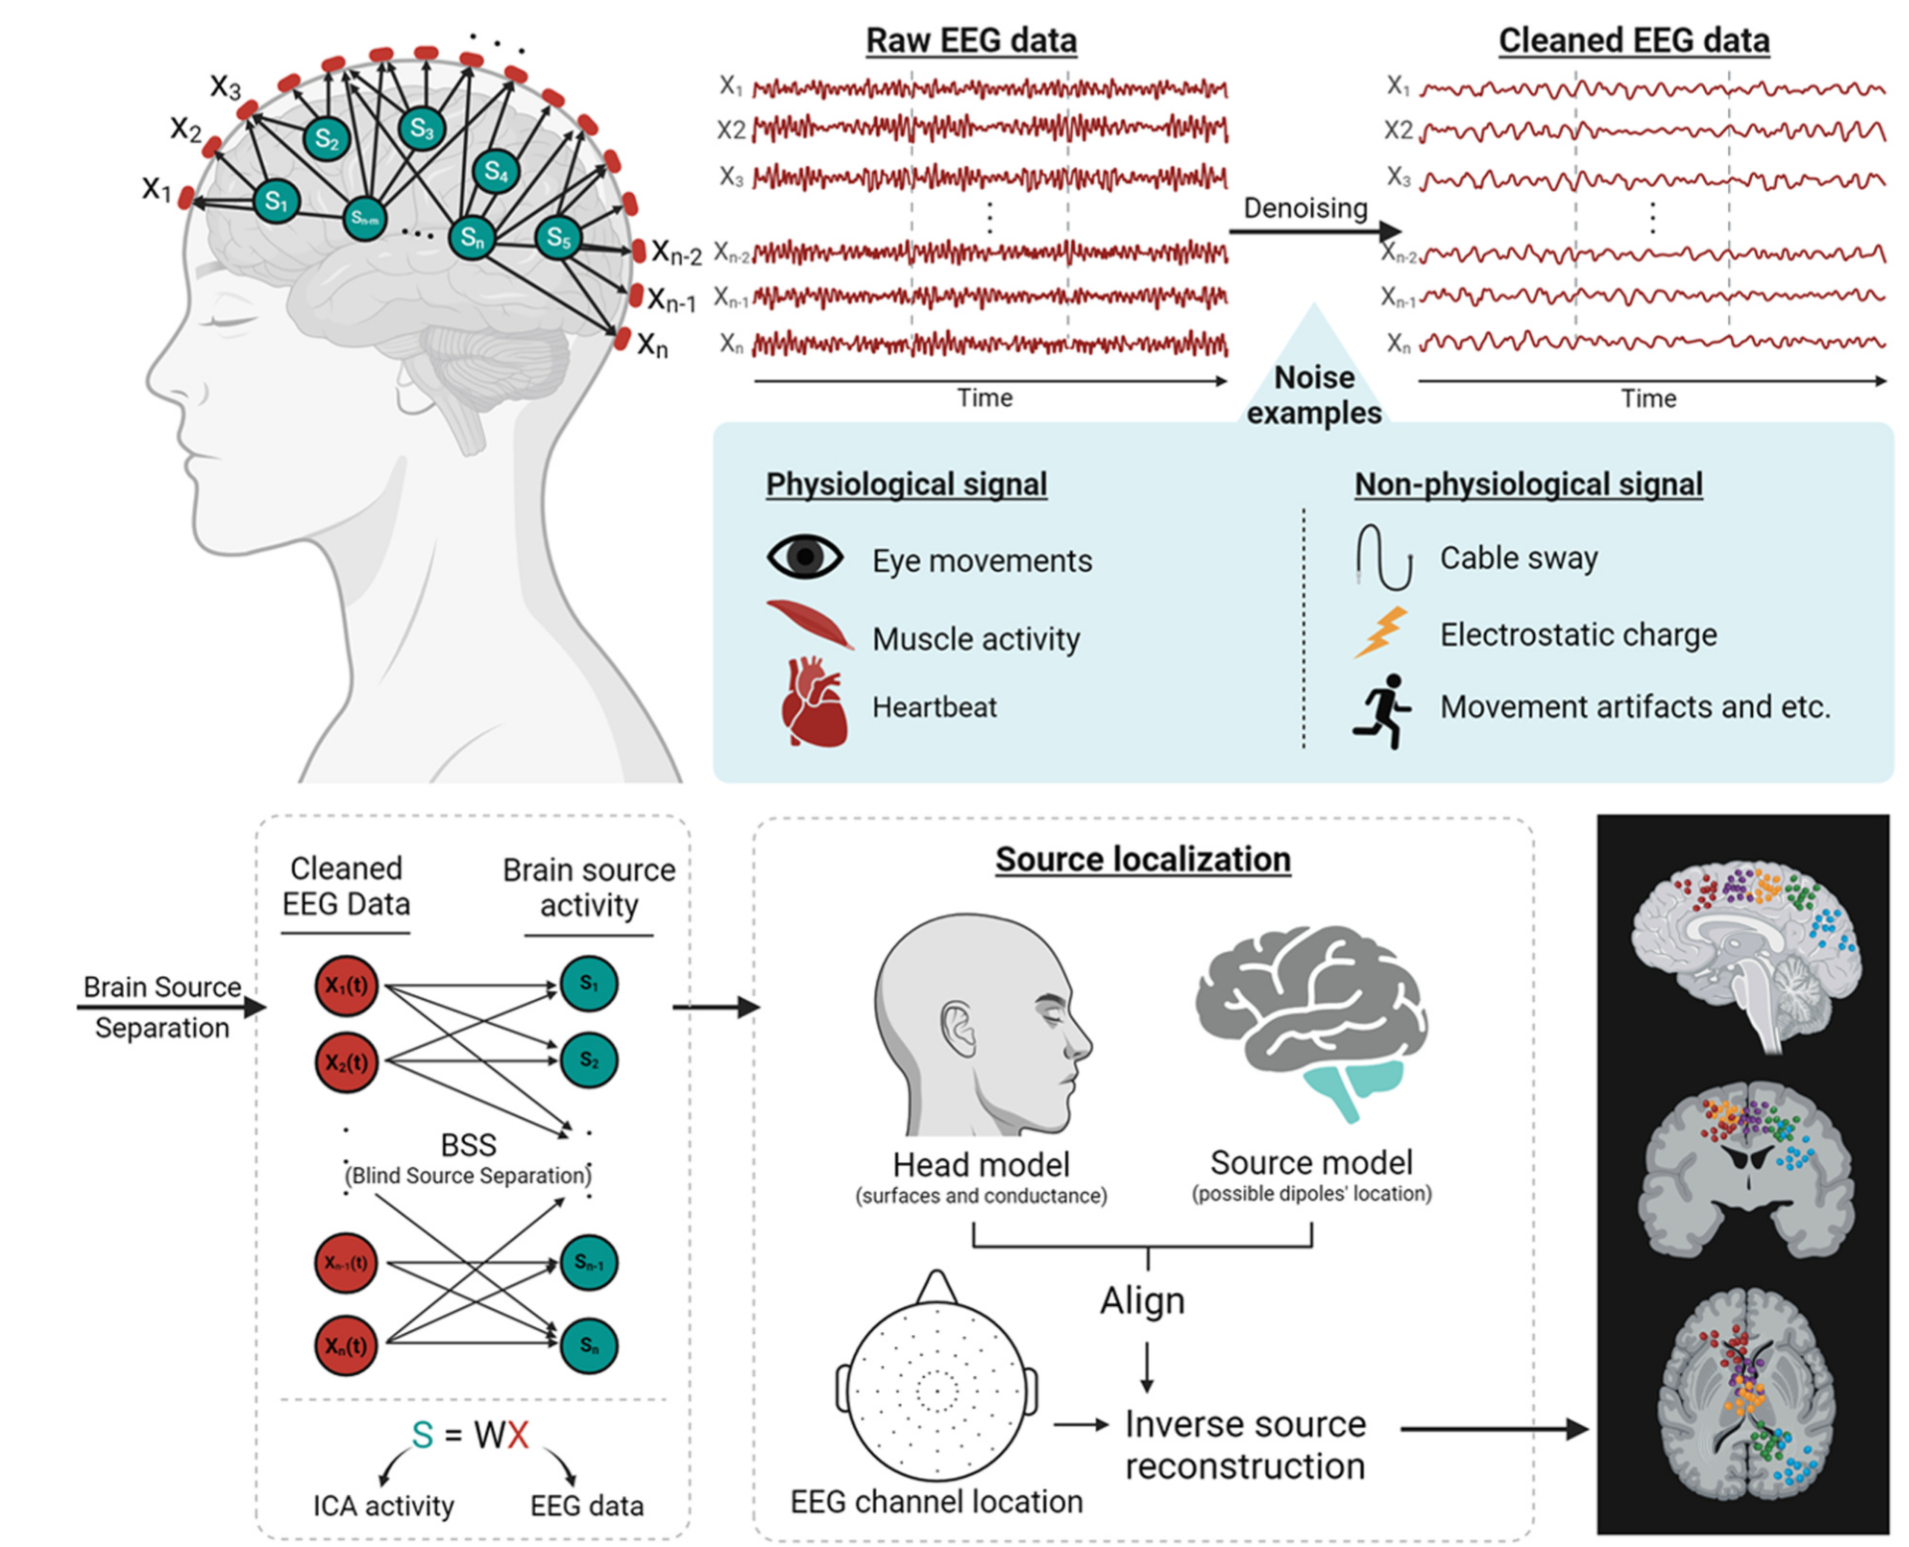 . . .
X3
X2
X1
S2
S3
S4
S1
Sn-m
...
Sn
S5
Xn-2
Xn-1
Xn
Raw EEG data
X1
X2
X3
Xn-2
Xn-1
Xn
Time
Denoising
Cleaned EEG data
X1
X2
X3
Xn-2
Xn-1
Xn
Time
Noise
examples
Physiological signal
Eye movements
Muscle activity
Heartbeat
Non-physiological signal
Cable sway
Electrostatic charge
Movement artifacts and etc.
Brain Source
Separation
Cleaned
EEG Data
Brain source
activity
X1(t)
S1
X2(t)
S2
BSS
(Blind Source Separation)
Xn-1(t)
Sn-1
Xn(t)
Sn
S = WX
ICA activity
EEG data
Source localization
Head model
(surfaces and conductance)
Source model
(possible dipoles' location)
Align
EEG channel location
Inverse source
reconstruction